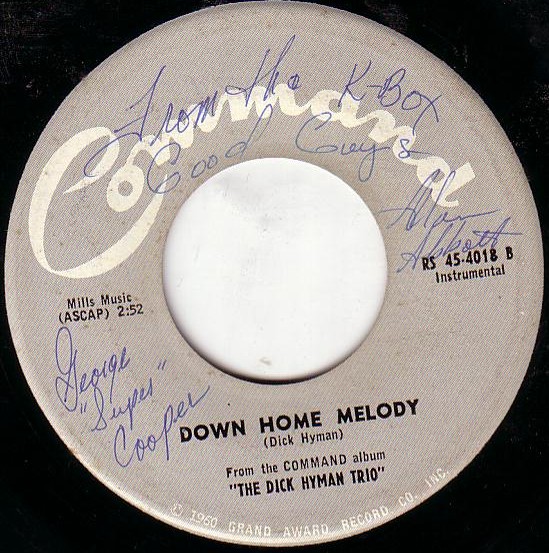 Command
From the K-Box
Good Guys
Alan
Abbott
RS 45-4018 B
Instrumental
Mills Music
(ASCAP) 2:52
George
"Super"
Cooper
DOWN HOME MELODY
(Dick Hyman)
From the COMMAND album
"THE DICK HYMAN TRIO"
© 1960 GRAND AWARD RECORD CO. INC.